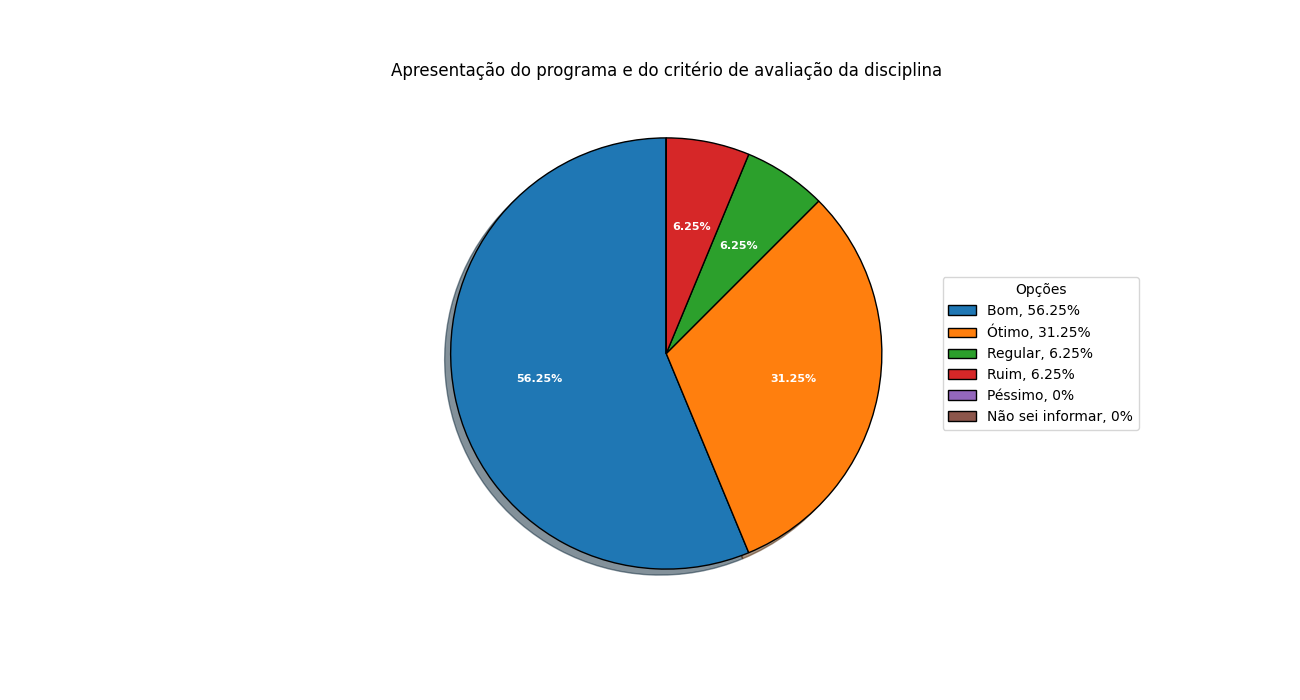 Apresentação do programa e do critério de avaliação da disciplina
6.25%
6.25%
56.25%
31.25%
Opções
Bom, 56.25%
Ótimo, 31.25%
Regular, 6.25%
Ruim, 6.25%
Péssimo, 0%
Não sei informar, 0%